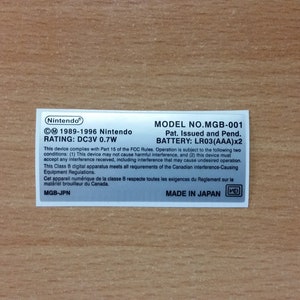 Nintendo
MODEL NO.MGB-001
©Ⓜ 1989-1996 Nintendo
Pat. Issued and Pend.
RATING: DC3V 0.7W
BATTERY: LR03(AAA)x2
This device complies with Part 15 of the FCC Rules. Operation is subject to the following two
conditions: (1) This device may not cause harmful interference, and (2) this device must
accept any interference received, including interference that may cause undesired operation.
This Class B digital apparatus meets all requirements of the Canadian Interference-Causing
Equipment Regulations.
Cet appareil numérique de la classe B respecte toutes les exigences du Reglement sur le
matériel brouilleur du Canada.
MGB-JPN
MADE IN JAPAN